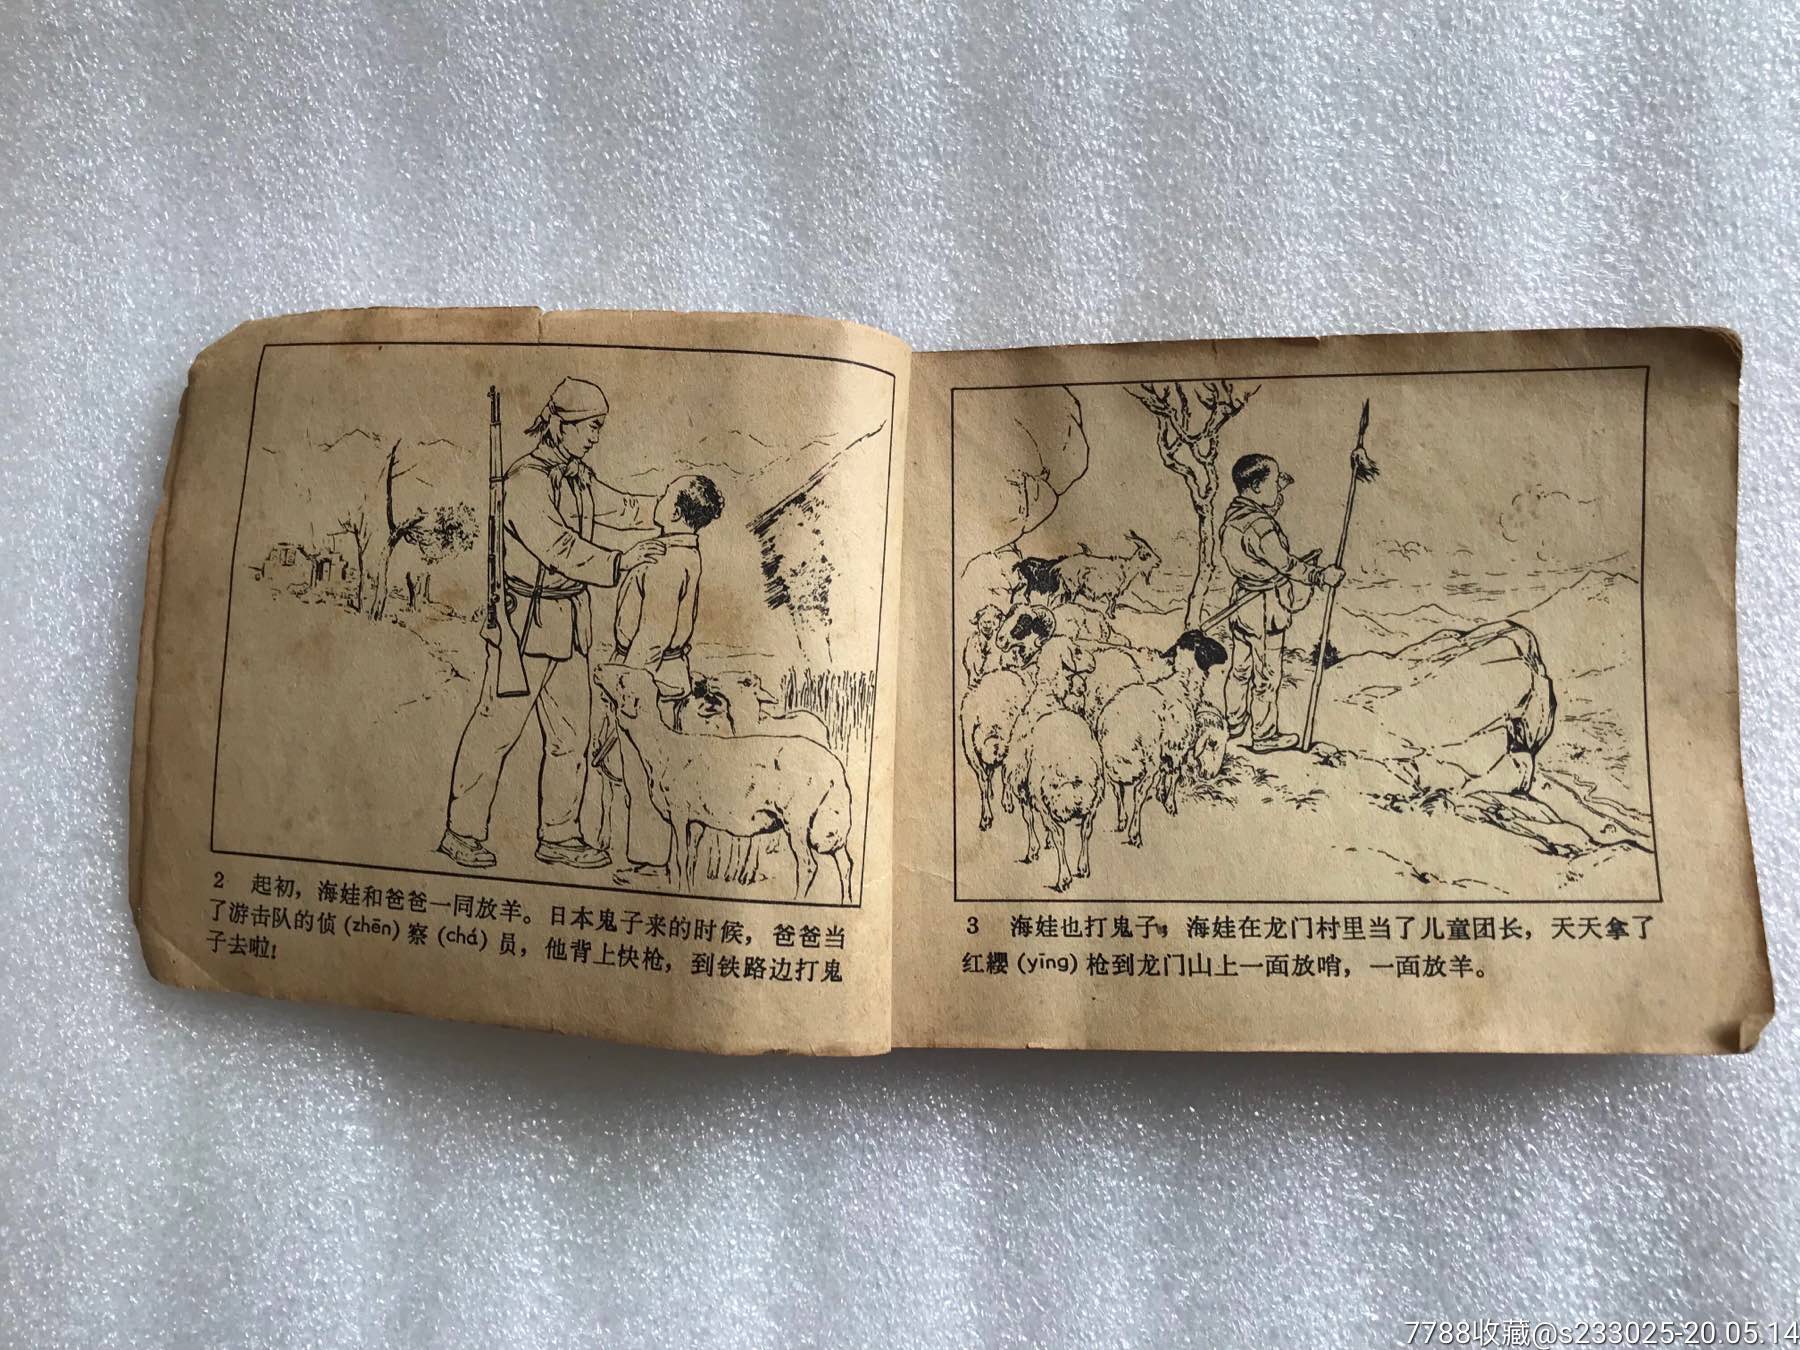 2 起初，海娃和爸爸一同放羊。日本鬼子来的时候，爸爸当
了游击队的侦(zhēn)察(chá)员，他背上快枪，到铁路边打鬼
子去啦！
3 海娃也打鬼子，海娃在龙门村里当了儿童团长，天天拿了
红缨(yīng)枪到龙门山上一面放哨，一面放羊。
7788收藏@s233025-20.05.14